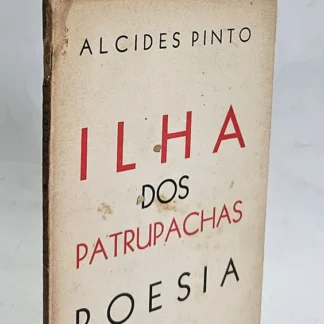 ALCIDES PINTO
ILHA
DOS
PATRUPACHAS
POESIA